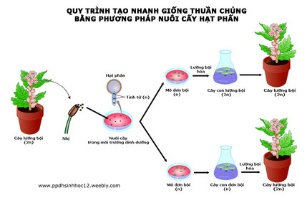 QUY TRÌNH TẠO NHANH GIỐNG THUẦN CHỦNG
BẰNG PHƯƠNG PHÁP NUÔI CẤY HẠT PHẤN
Hạt phấn
Tinh tử (n)
Cây lưỡng bội
(2n)
Nhị
Nuôi cấy
trong môi trường dinh dưỡng
Mô đơn bội
(n)
Lưỡng bội
hóa
Cây con lưỡng bội
(2n)
Cây lưỡng bội
(2n)
Mô đơn bội
(n)
Cây con đơn bội
(n)
Lưỡng bội
hóa
Cây lưỡng bội
(2n)
www.ppdhsinhhoc12.weebly.com